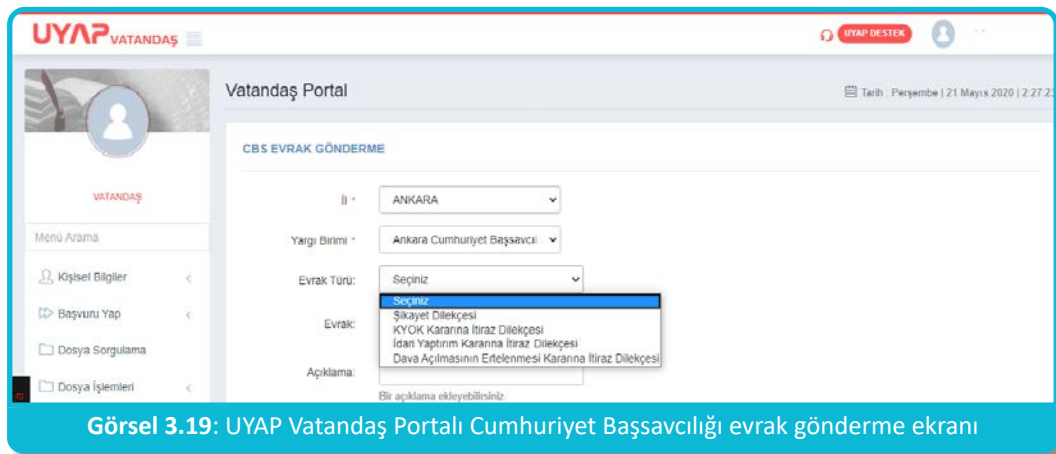 UYAP VATANDAŞ
UYAP DESTEK
Vatandaş Portal
Tarih : Perşembe | 21 Mayıs 2020 | 2:27:23
CBS EVRAK GÖNDERME
VATANDAŞ
Menü Arama
Kişisel Bilgiler
Başvuru Yap
Dosya Sorgulama
Dosya İşlemleri
İl * ANKARA
Yargı Birimi * Ankara Cumhuriyet Başsavcıl
Evrak Türü: Seçiniz
Seçiniz
Şikayet Dilekçesi
KYOK Kararına İtiraz Dilekçesi
İdari Yaptırım Kararına İtiraz Dilekçesi
Dava Açılmasının Ertelenmesi Kararına İtiraz Dilekçesi
Evrak:
Açıklama:
Bir açıklama ekleyebilirsiniz.
Görsel 3.19: UYAP Vatandaş Portalı Cumhuriyet Başsavcılığı evrak gönderme ekranı